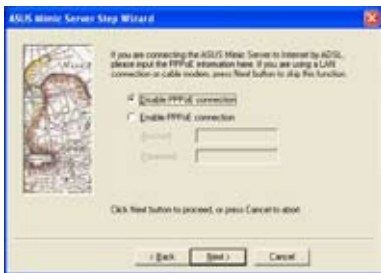 ASUS Mimic Server Step Wizard
If you are connecting the ASUS Mimic Server to Internet by ADSL,
please input the PPPoE information here. If you are using a LAN
connection or cable modem, press Next button to skip this function.
Disable PPPoE connection
Enable PPPoE connection
Account
Password
Click Next button to proceed, or press Cancel to abort
< Back
Next >
Cancel